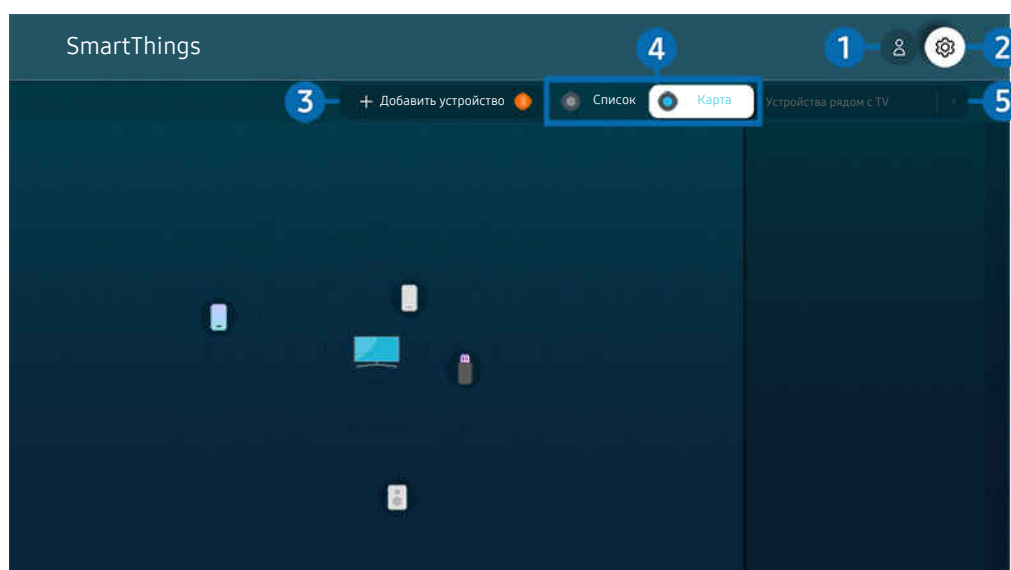 SmartThings
4
1
2
3
+ Добавить устройство
Список
Карта
Устройства рядом с TV
5